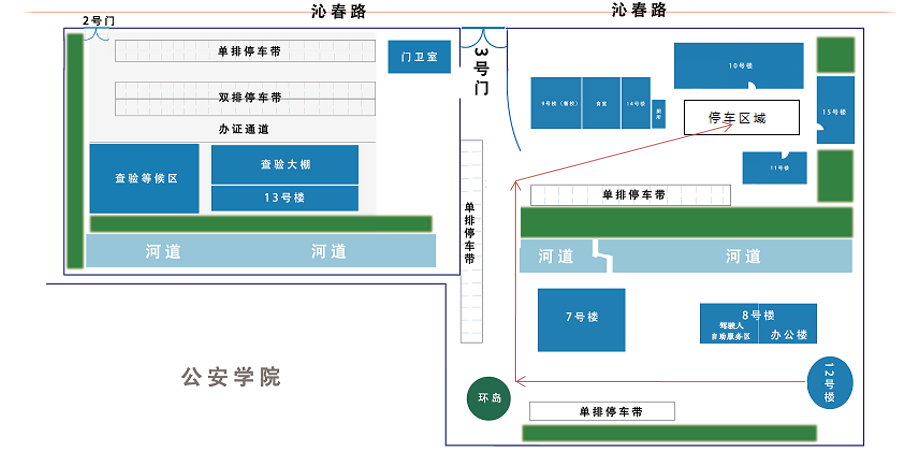 沁春路
沁春路
2号门
3号门
单排停车带
门卫室
双排停车带
办证通道
查验等候区
查验大棚
13号楼
河道
河道
单排停车带
10号楼
9号楼（餐校）
食堂
14号楼
厕所
停车区域
15号楼
11号楼
单排停车带
河道
河道
7号楼
8号楼
驾驶人
自助服务区
办公楼
12号楼
公安学院
环岛
单排停车带